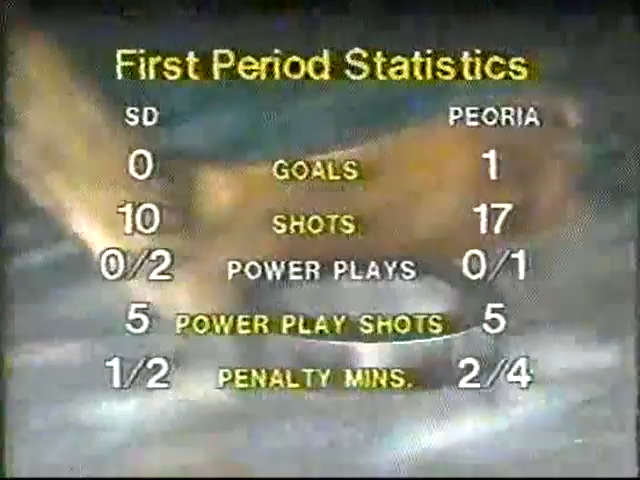 First Period Statistics
SD PEORIA
0 GOALS 1
10 SHOTS 17
0/2 POWER PLAYS 0/1
5 POWER PLAY SHOTS 5
1/2 PENALTY MINS. 2/4